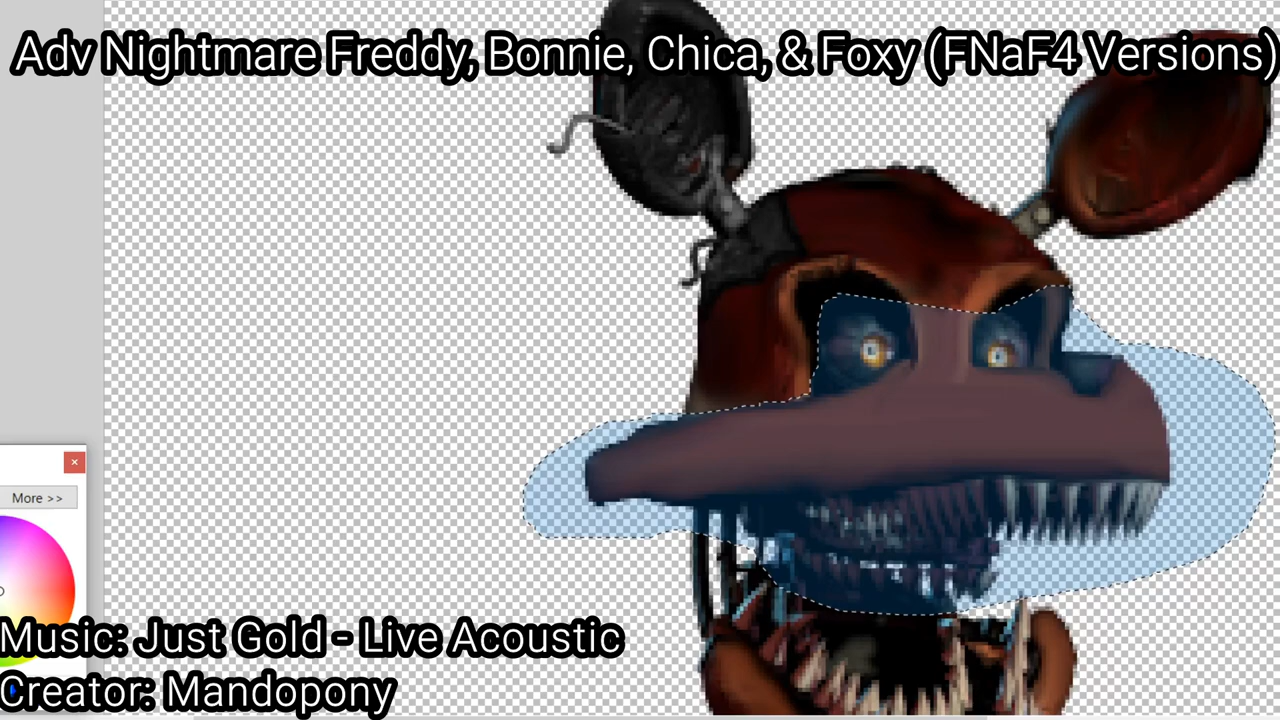 Adv Nightmare Freddy, Bonnie, Chica, & Foxy (FNaF4 Versions)
More >>
Music: Just Gold - Live Acoustic
Creator: Mandopony